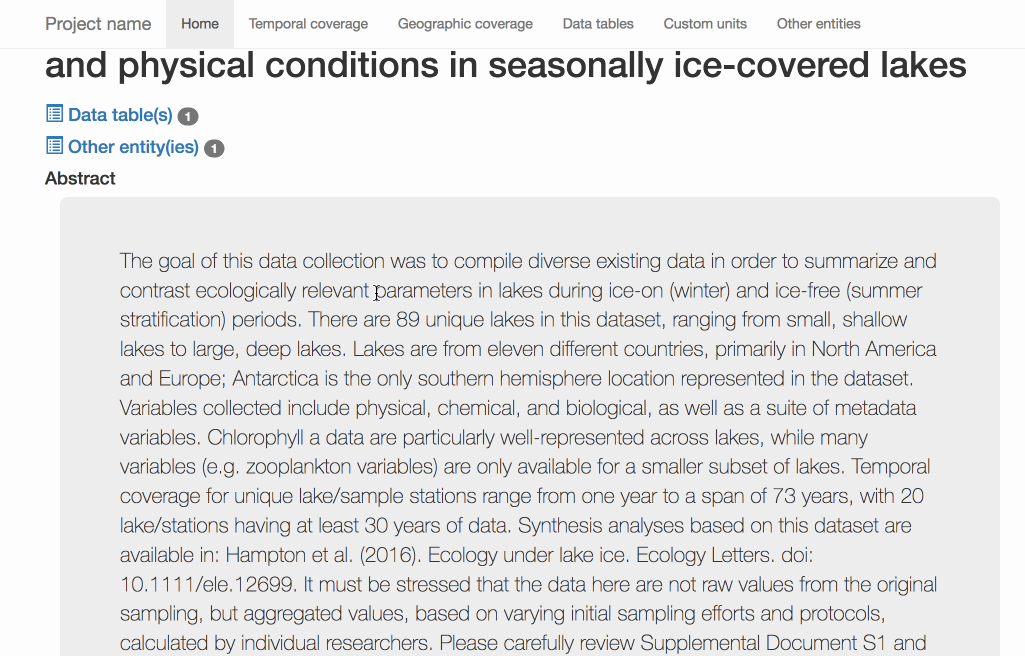 Project name Home Temporal coverage Geographic coverage Data tables Custom units Other entities
and physical conditions in seasonally ice-covered lakes
Data table(s) 1
Other entity(ies) 1
Abstract
The goal of this data collection was to compile diverse existing data in order to summarize and
contrast ecologically relevant parameters in lakes during ice-on (winter) and ice-free (summer
stratification) periods. There are 89 unique lakes in this dataset, ranging from small, shallow
lakes to large, deep lakes. Lakes are from eleven different countries, primarily in North America
and Europe; Antarctica is the only southern hemisphere location represented in the dataset.
Variables collected include physical, chemical, and biological, as well as a suite of metadata
variables. Chlorophyll a data are particularly well-represented across lakes, while many
variables (e.g. zooplankton variables) are only available for a smaller subset of lakes. Temporal
coverage for unique lake/sample stations range from one year to a span of 73 years, with 20
lake/stations having at least 30 years of data. Synthesis analyses based on this dataset are
available in: Hampton et al. (2016). Ecology under lake ice. Ecology Letters. doi:
10.1111/ele.12699. It must be stressed that the data here are not raw values from the original
sampling, but aggregated values, based on varying initial sampling efforts and protocols,
calculated by individual researchers. Please carefully review Supplemental Document S1 and